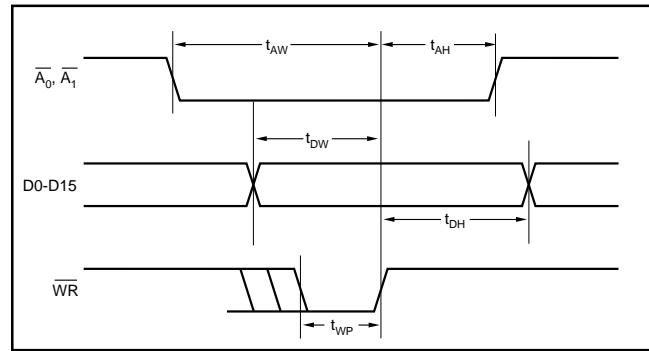 tAW
tAH
A0, A1
tDW
D0-D15
tDH
WR
tWP